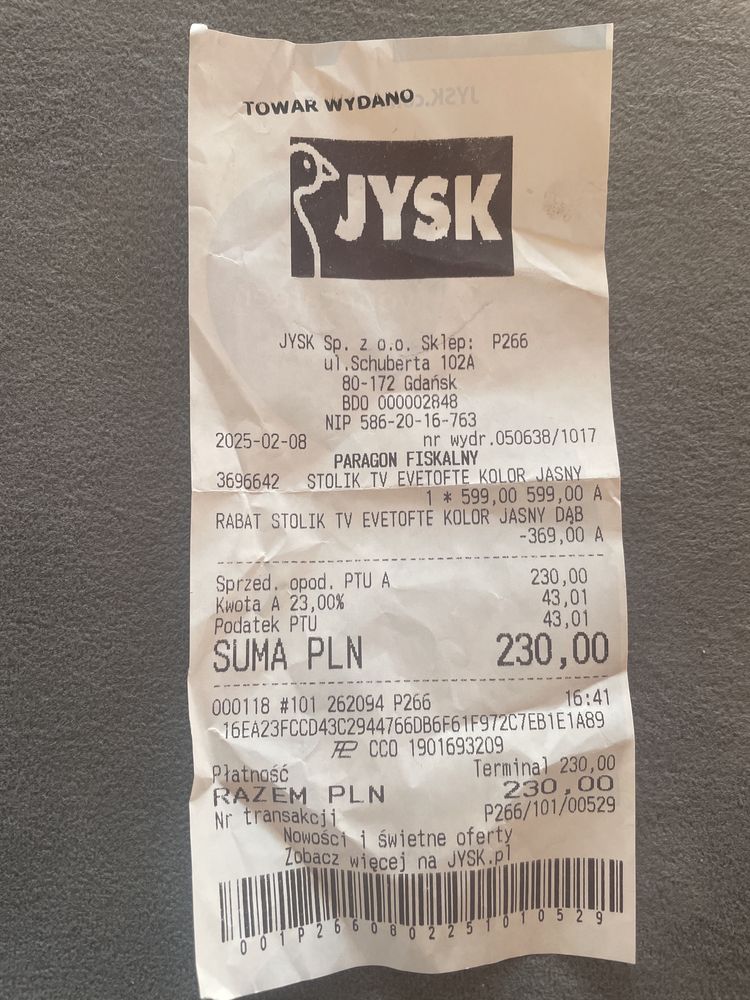 TOWAR WYDANO
JYSK
JYSK Sp. z o.o. Sklep: P266
ul.Schuberta 102A
80-172 Gdańsk
BDO 000002848
NIP 586-20-16-763
2025-02-08 nr wydr.050638/1017
PARAGON FISKALNY
3696642 STOLIK TV EVETOFTE KOLOR JASNY
1 * 599,00 599,00 A
RABAT STOLIK TV EVETOFTE KOLOR JASNY DĄB
-369,00 A
Sprzed. opod. PTU A 230,00
Kwota A 23,00% 43,01
Podatek PTU 43,01
SUMA PLN 230,00
000118 #101 262094 P266 16:41
16EA23FCCD43C2944766DB6F61F972C7EB1E1A89
CCO 1901693209
Płatność Terminal 230,00
RAZEM PLN 230,00
Nr transakcji P266/101/00529
Nowości i świetne oferty
Zobacz więcej na JYSK.pl
001P2660802251010529